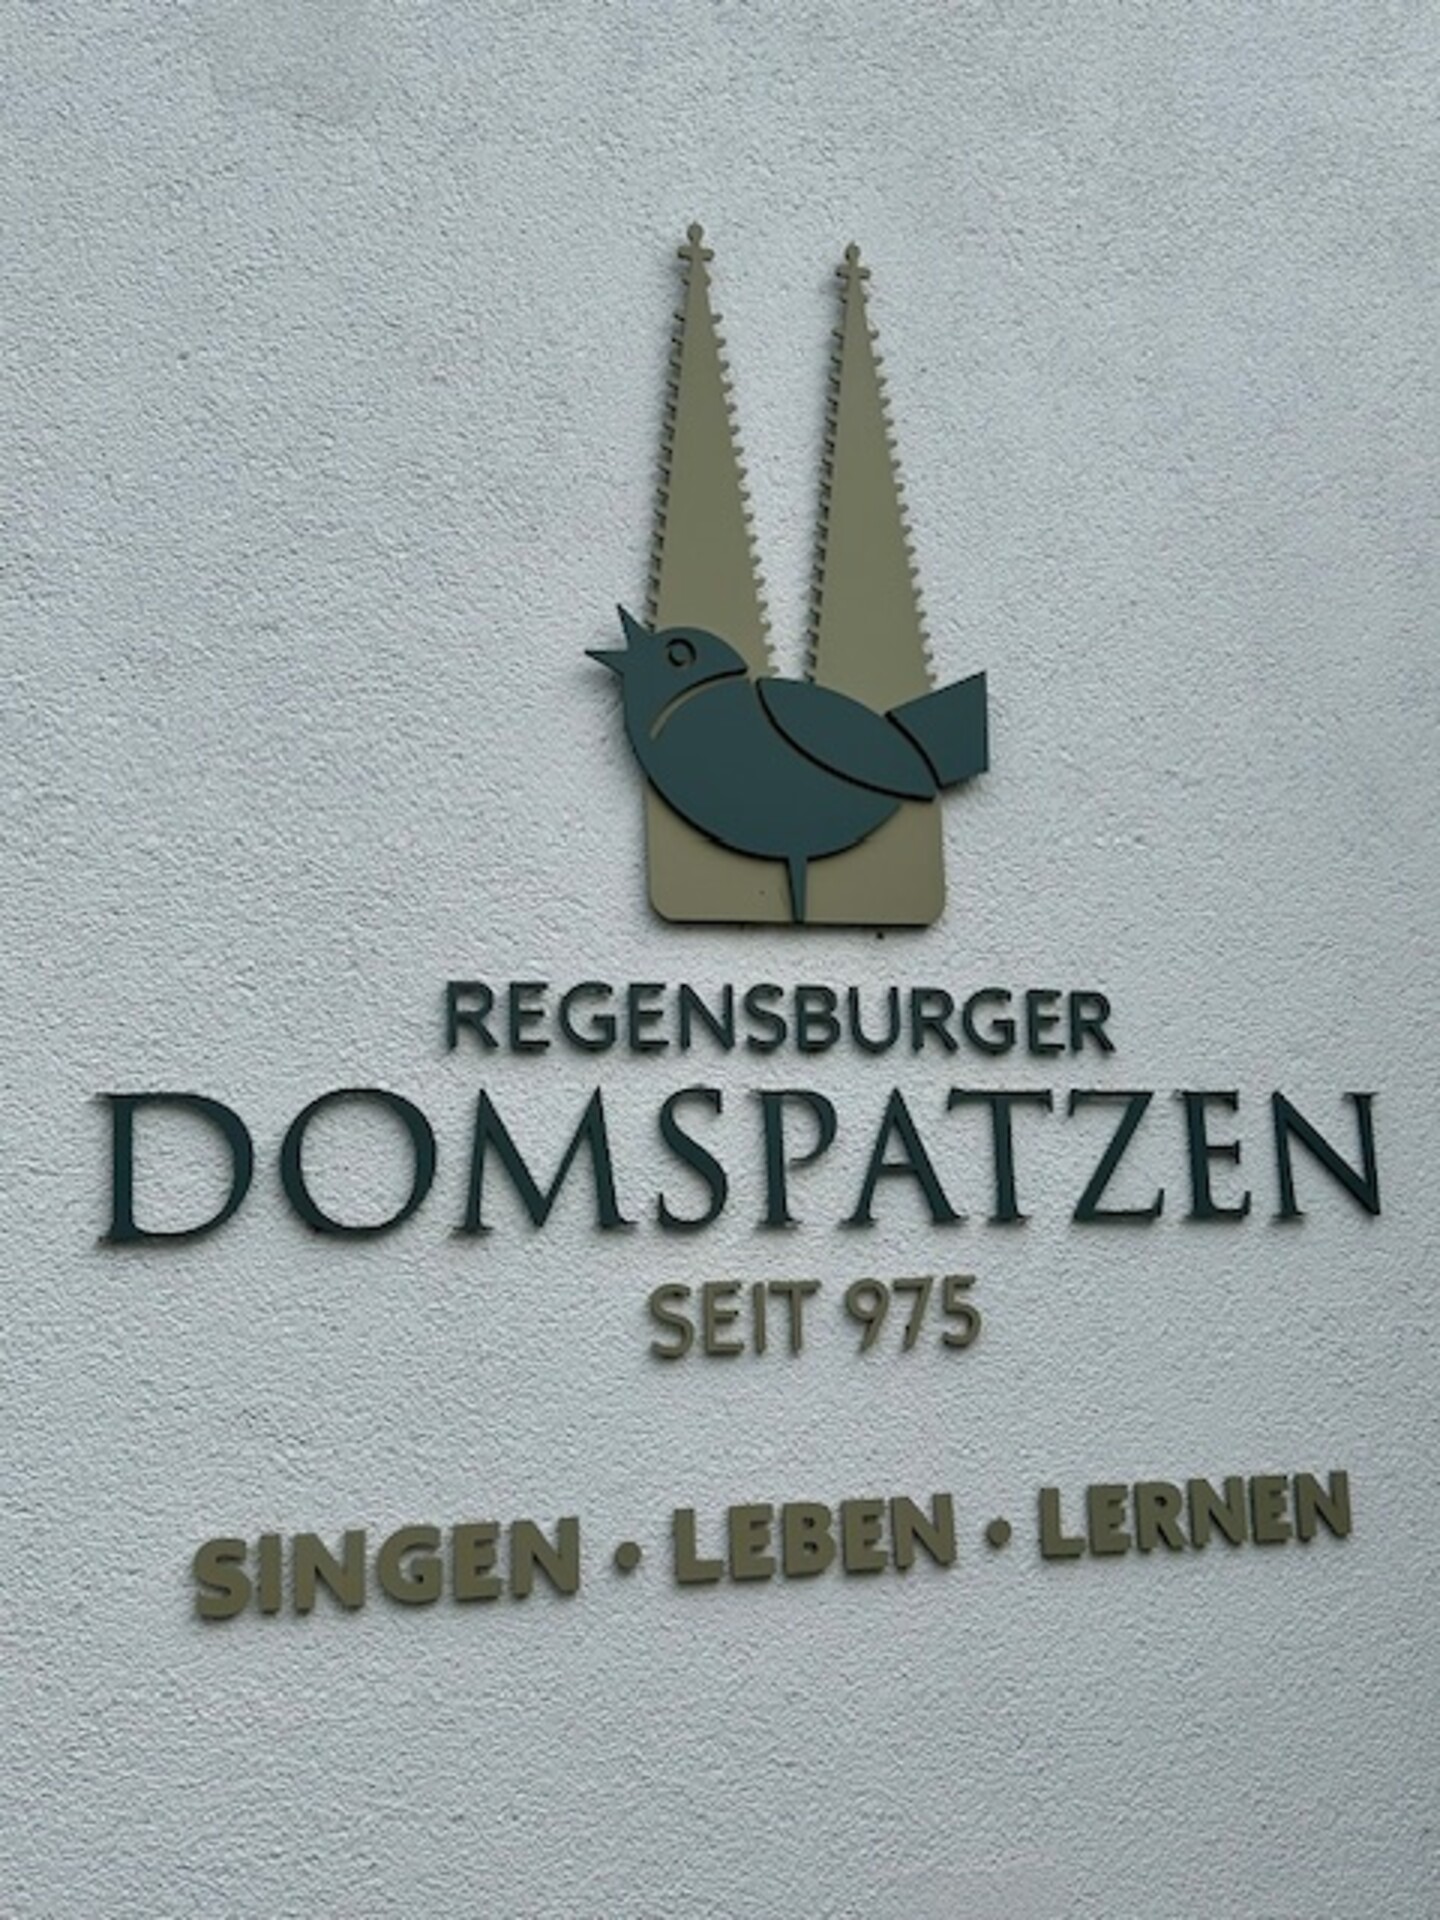 REGENSBURGER
DOMSPATZEN
SEIT 975
SINGEN • LEBEN • LERNEN